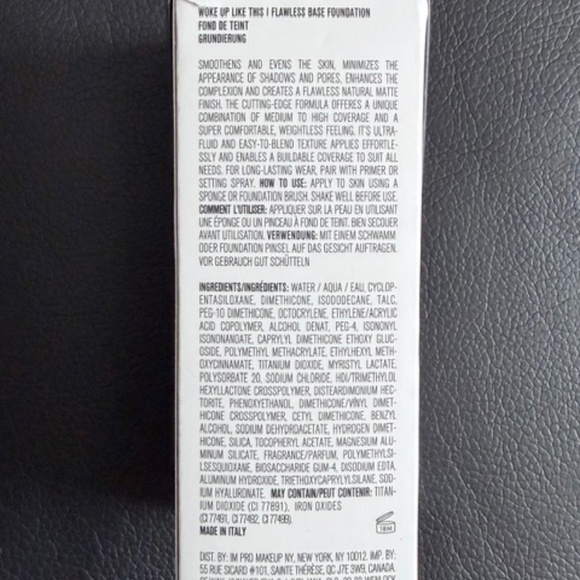 WOKE UP LIKE THIS | FLAWLESS BASE FOUNDATION
FOND DE TEINT
GRUNDIERUNG
SMOOTHENS AND EVENS THE SKIN, MINIMIZES
THE APPEARANCE OF SHADOWS AND PORES, ENHANCES
THE COMPLEXION AND CREATES A FLAWLESS NATURAL MATTE
FINISH. THE CUTTING-EDGE FORMULA OFFERES A UNIQUE
COMBINATION OF MEDIUM TO HIGH COVERAGE AND A
SUPER COMFORTABLE, WEIGHTLESS FEELING. IT'S ULTRA-
FLUID AND EASY-TO-BLEND TEXTURE APPLIES EFFORTLE-
SSLY AND ENABLES A BUILDABLE COVERAGE TO SUIT ALL
NEEDS. FOR LONG-LASTING WEAR, PAIR WITH PRIMER OR
SETTING SPRAY. HOW TO USE: APPLY TO SKIN USING A
SPONGE OR FOUNDATION BRUSH. SHAKE WELL BEFORE USE.
COMMENT L'UTILISER: APPLIQUER SUR LA PEAU EN UTILISANT
UNE ÉPONGE OU UN PINCEAU À FOND DE TEINT. BIEN SECOUER
AVANT UTILISATION. VERWENDUNG: MIT EINEM SCHWAMM
ODER FOUNDATION PINSEL AUF DAS GESICHT AUFTRAGEN.
VOR GEBRAUCH GUT SCHÜTTELN
INGREDIENTS/INGRÉDIENTS: WATER / AQUA / EAU, CYCLOP-
ENTASILOXANE, DIMETHICONE, ISODODECANE, TALC,
PEG-10 DIMETHICONE, OCTOCRYLENE, ETHYLENE/ACRYLIC
ACID COPOLYMER, ALCOHOL DENAT, PEG-4, ISONONYL
ISONONANOATE, CAPRYLYL DIMETHICONE ETHOXY GLUC-
OSIDE, POLYMETHYL METHACRYLATE, ETHYLHEXYL METH-
OXYCINNAMATE, TITANIUM DIOXIDE, MYRISTYL LACTATE,
POLYSORBATE 20, SODIUM CHLORIDE, HDI/TRIMETHYLOL
HEXYLLACTONE CROSSPOLYMER, DISTEARDIMONIUM HEC-
TORITE, PHENOXYETHANOL, DIMETHICONE/VINYL DIMET-
HICONE CROSSPOLYMER, CETYL DIMETHICONE, BENZYL
ALCOHOL, SODIUM DEHYDROACETATE, HYDROGEN DIMET-
HICONE, SILICA, TOCOPHERYL ACETATE, MAGNESIUM ALU-
MINUM SILICATE, FRAGRANCE/PARFUM, POLYMETHYLSI-
LSESQUIOXANE, BIOSACCHARIDE GUM-4, DISODIUM EDTA,
ALUMINUM HYDROXIDE, TRIETHOXYCAPRYLYLSILANE, SOD-
IUM HYALURONATE. MAY CONTAIN/PEUT CONTENIR: TITAN-
IUM DIOXIDE (CI 77891), IRON OXIDES
(CI 77491, CI 77492, CI 77499).
18M
MADE IN ITALY
DIST. BY: IM PRO MAKEUP NY, NEW YORK, NY 10012. IMP. BY:
55 RUE SICARD #101, SAINTE THÉRÈSE, QC J7E 3W9, CANADA.